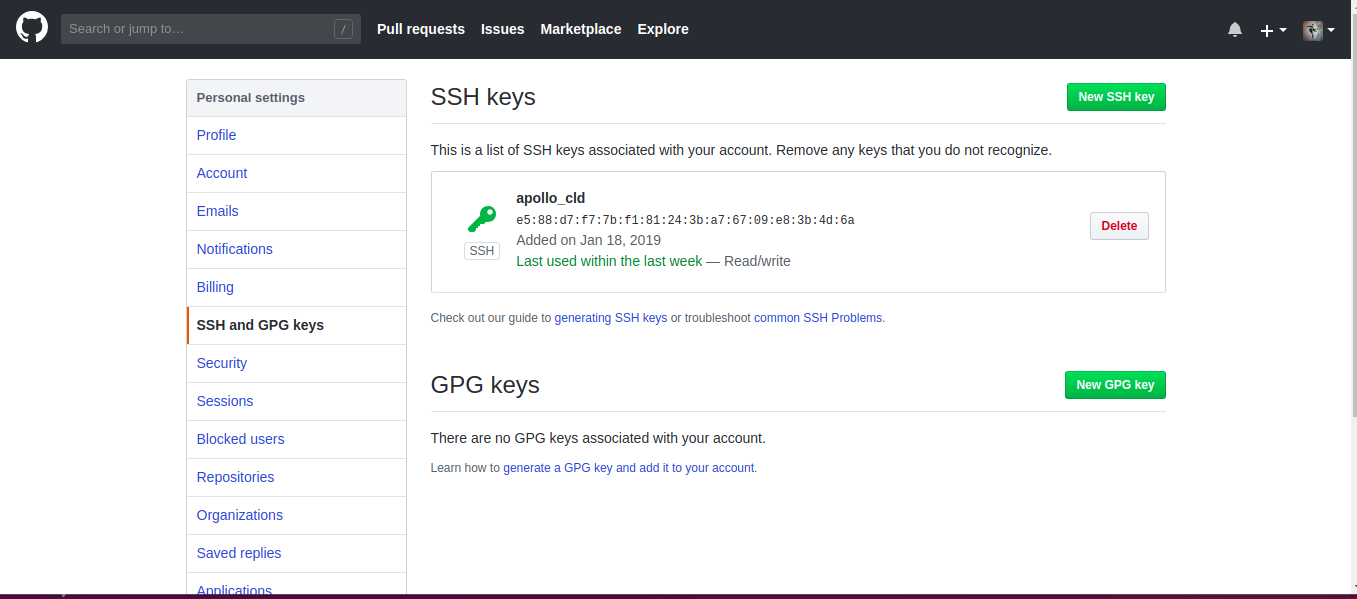 Search or jump to… /
Pull requests Issues Marketplace Explore
Personal settings
Profile
Account
Emails
Notifications
Billing
SSH and GPG keys
Security
Sessions
Blocked users
Repositories
Organizations
Saved replies
Applications
SSH keys
New SSH key
This is a list of SSH keys associated with your account. Remove any keys that you do not recognize.
SSH
apollo_cld
e5:88:d7:f7:7b:f1:81:24:3b:a7:67:09:e8:3b:4d:6a
Added on Jan 18, 2019
Last used within the last week — Read/write
Delete
Check out our guide to generating SSH keys or troubleshoot common SSH Problems.
GPG keys
New GPG key
There are no GPG keys associated with your account.
Learn how to generate a GPG key and add it to your account.